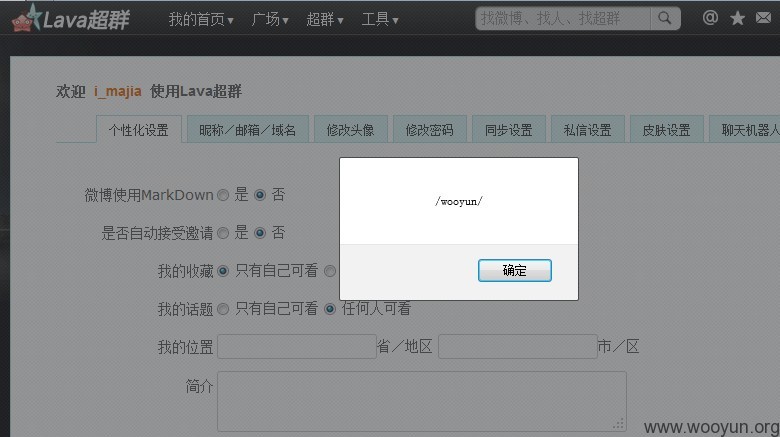 Lava超群 我的首页▼ 广场▼ 超群▼ 工具▼ 找微博、找人、找超群 @
欢迎 i_majia 使用Lava超群
个性化设置 昵称／邮箱／域名 修改头像 修改密码 同步设置 私信设置 皮肤设置 聊天机器人
微博使用MarkDown 是 否
/wooyun/
是否自动接受邀请 是 否
我的收藏 只有自己可看
确定
我的话题 只有自己可看 任何人可看
我的位置 省／地区 市／区
简介
www.wooyun.org